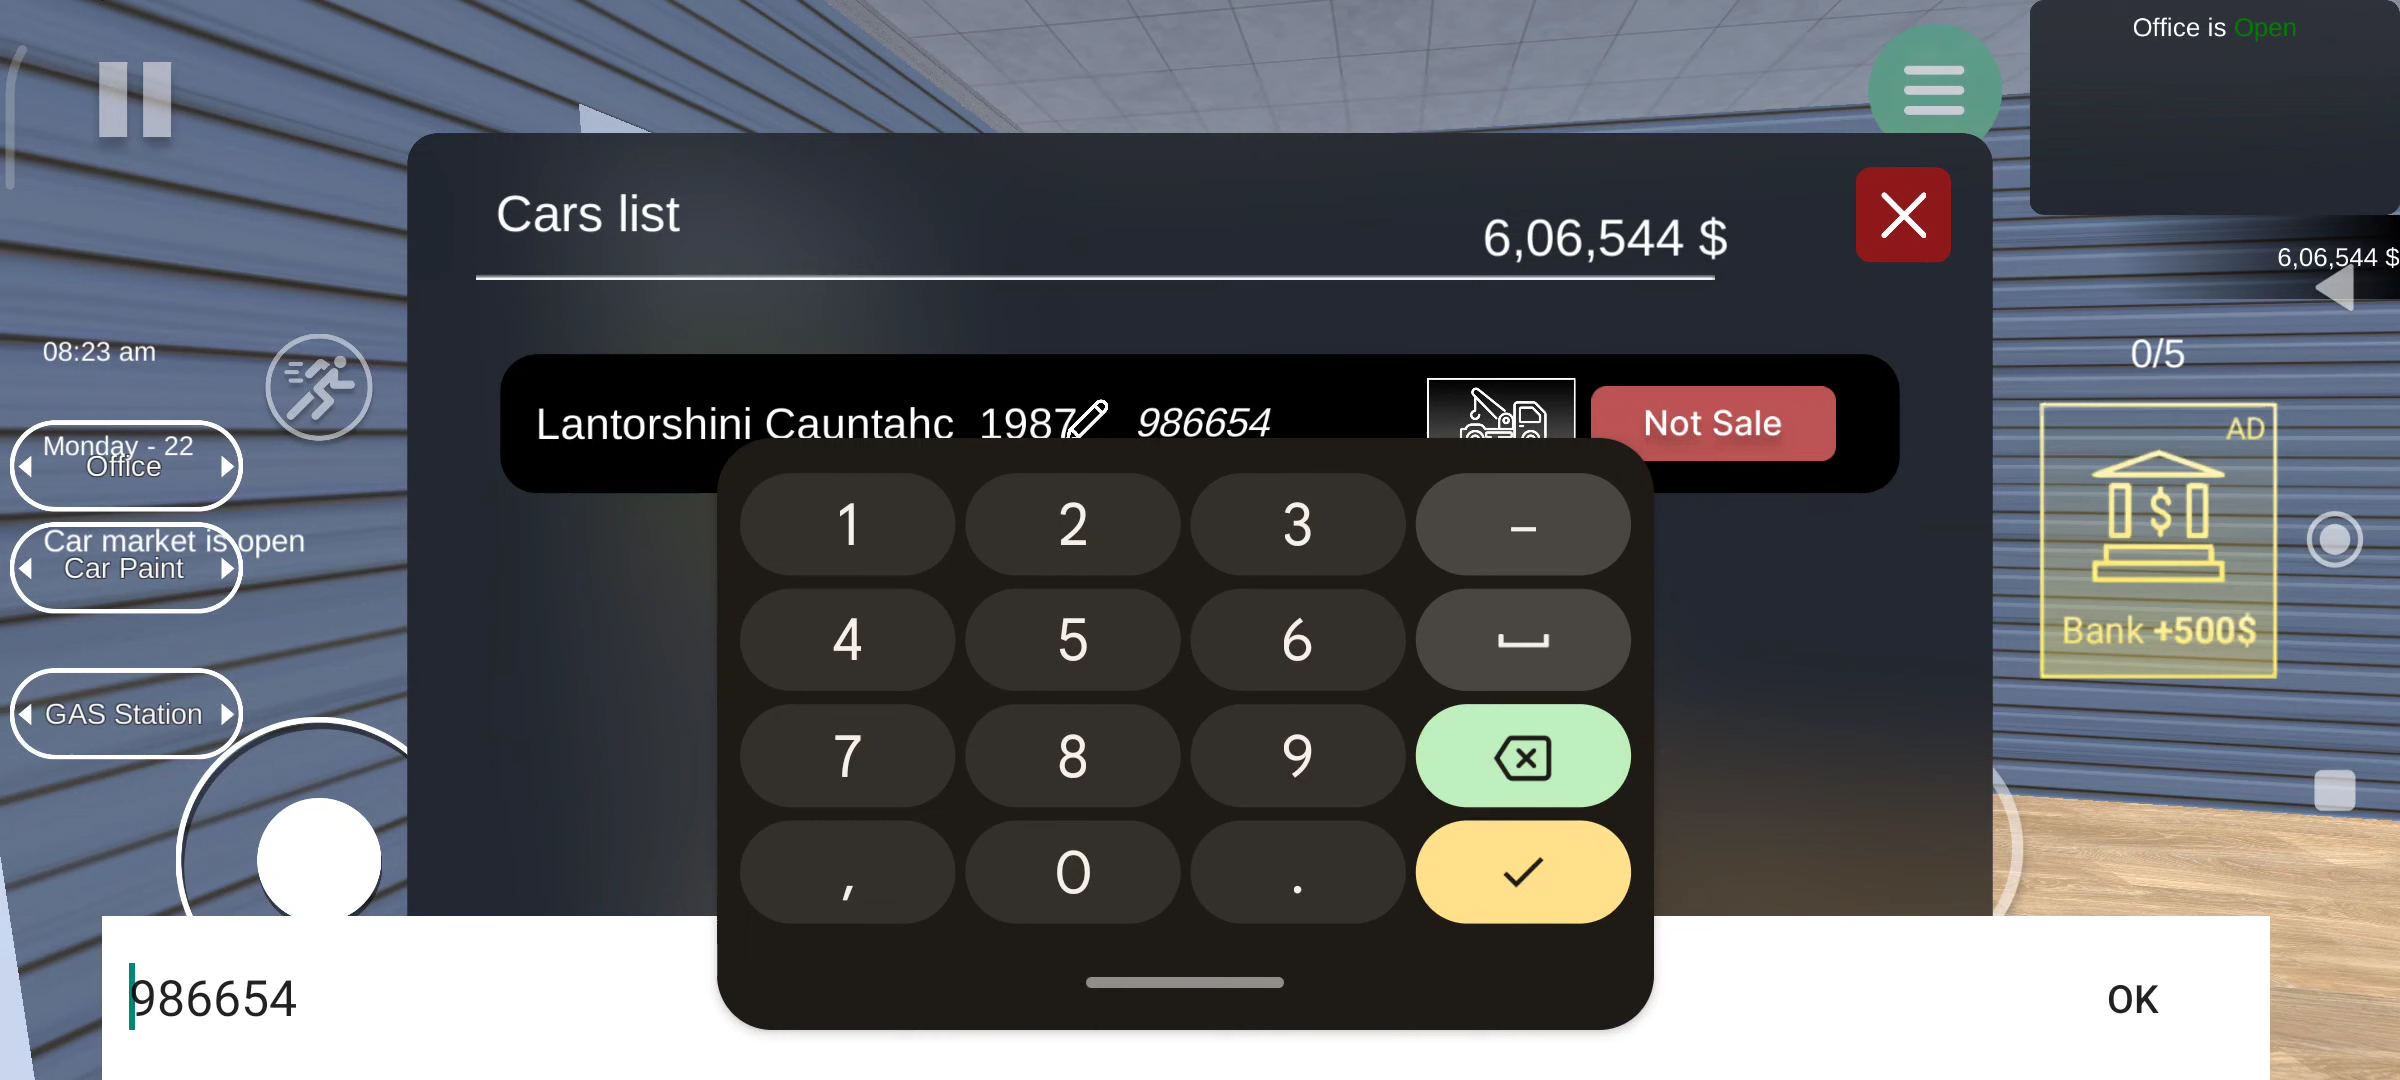 Office is Open
Cars list
6,06,544 $
6,06,544 $
08:23 am
0/5
Lantorshini Cauntahc 1987
986654
Not Sale
AD
Monday - 22
Office
Car market is open
Car Paint
Bank +500$
GAS Station
1 2 3 -
4 5 6
7 8 9
, 0 .
986654
OK